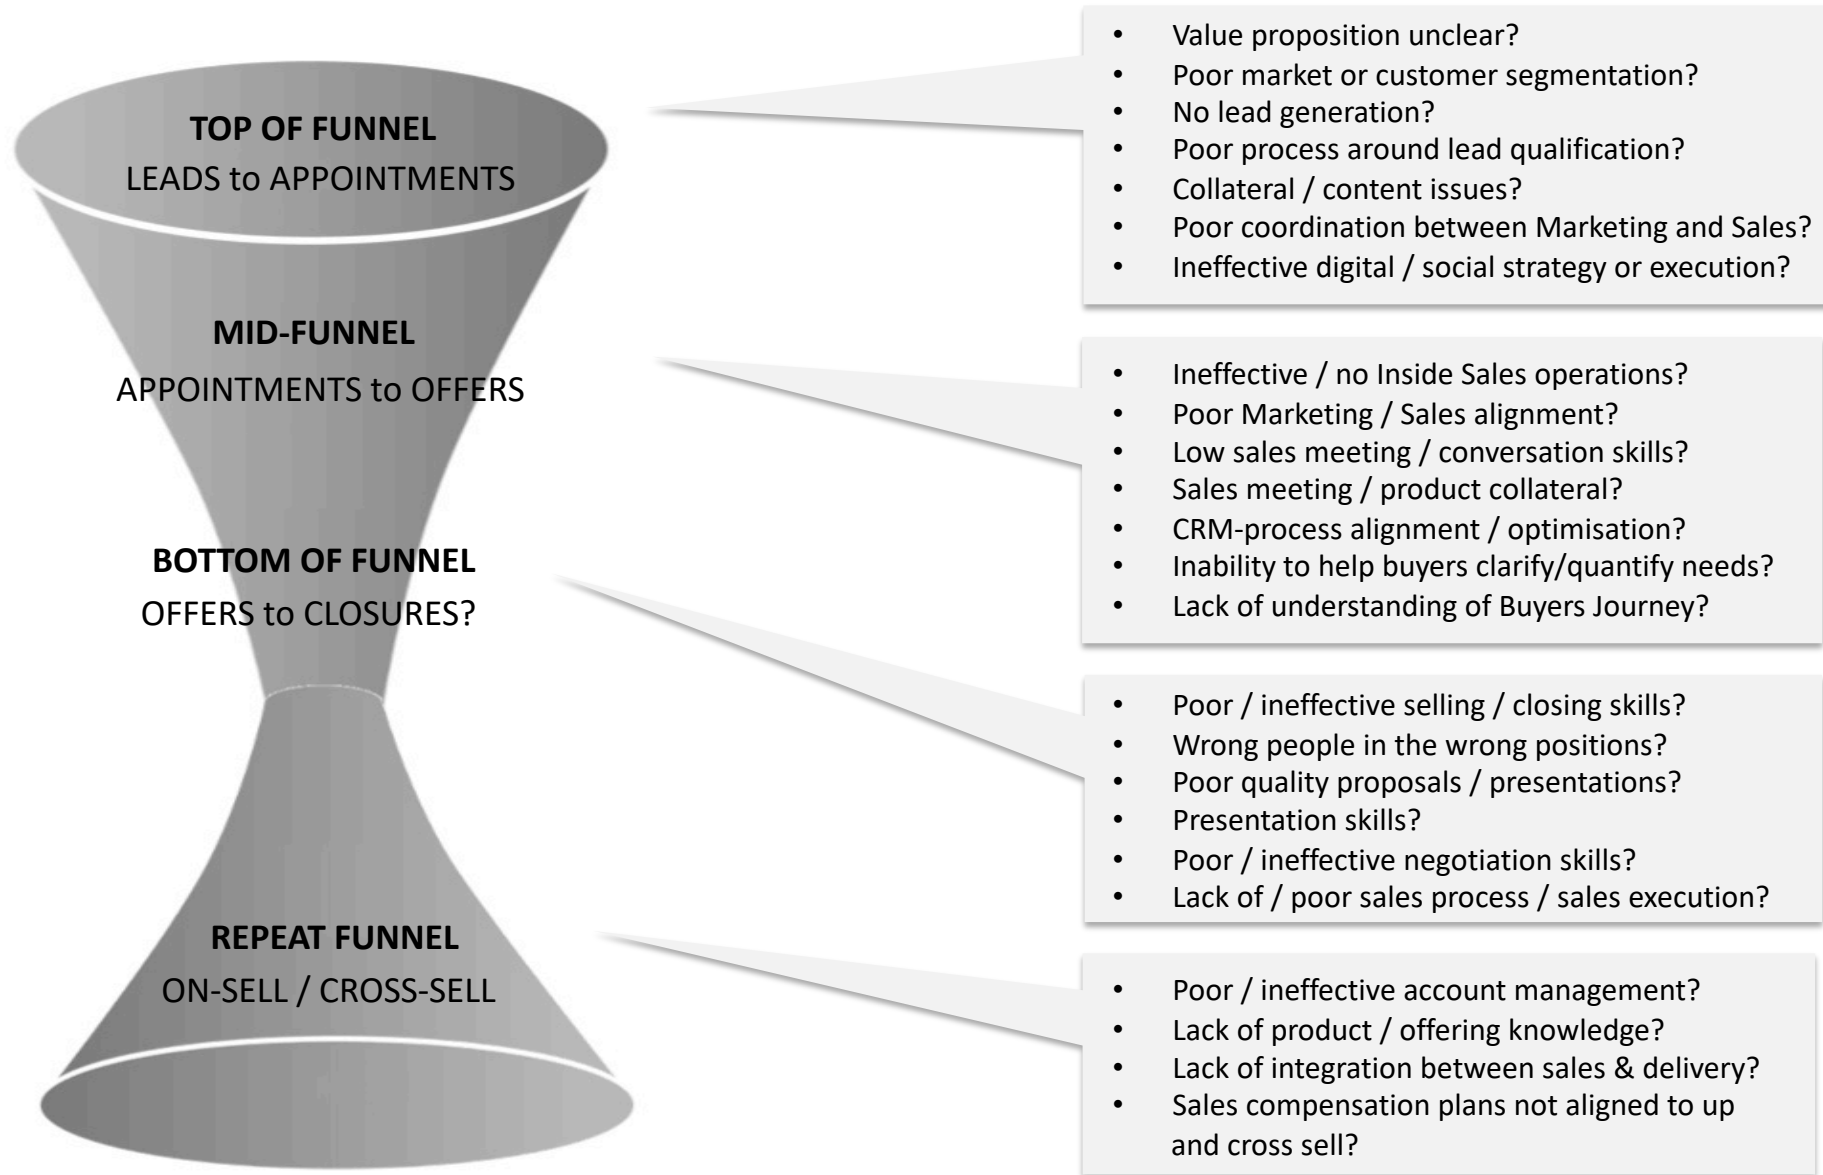 TOP OF FUNNEL
LEADS to APPOINTMENTS
• Value proposition unclear?
• Poor market or customer segmentation?
• No lead generation?
• Poor process around lead qualification?
• Collateral / content issues?
• Poor coordination between Marketing and Sales?
• Ineffective digital / social strategy or execution?
MID-FUNNEL
APPOINTMENTS to OFFERS
• Ineffective / no Inside Sales operations?
• Poor Marketing / Sales alignment?
• Low sales meeting / conversation skills?
• Sales meeting / product collateral?
• CRM-process alignment / optimisation?
• Inability to help buyers clarify/quantify needs?
• Lack of understanding of Buyers Journey?
BOTTOM OF FUNNEL
OFFERS to CLOSURES?
• Poor / ineffective selling / closing skills?
• Wrong people in the wrong positions?
• Poor quality proposals / presentations?
• Presentation skills?
• Poor / ineffective negotiation skills?
• Lack of / poor sales process / sales execution?
REPEAT FUNNEL
ON-SELL / CROSS-SELL
• Poor / ineffective account management?
• Lack of product / offering knowledge?
• Lack of integration between sales & delivery?
• Sales compensation plans not aligned to up
and cross sell?